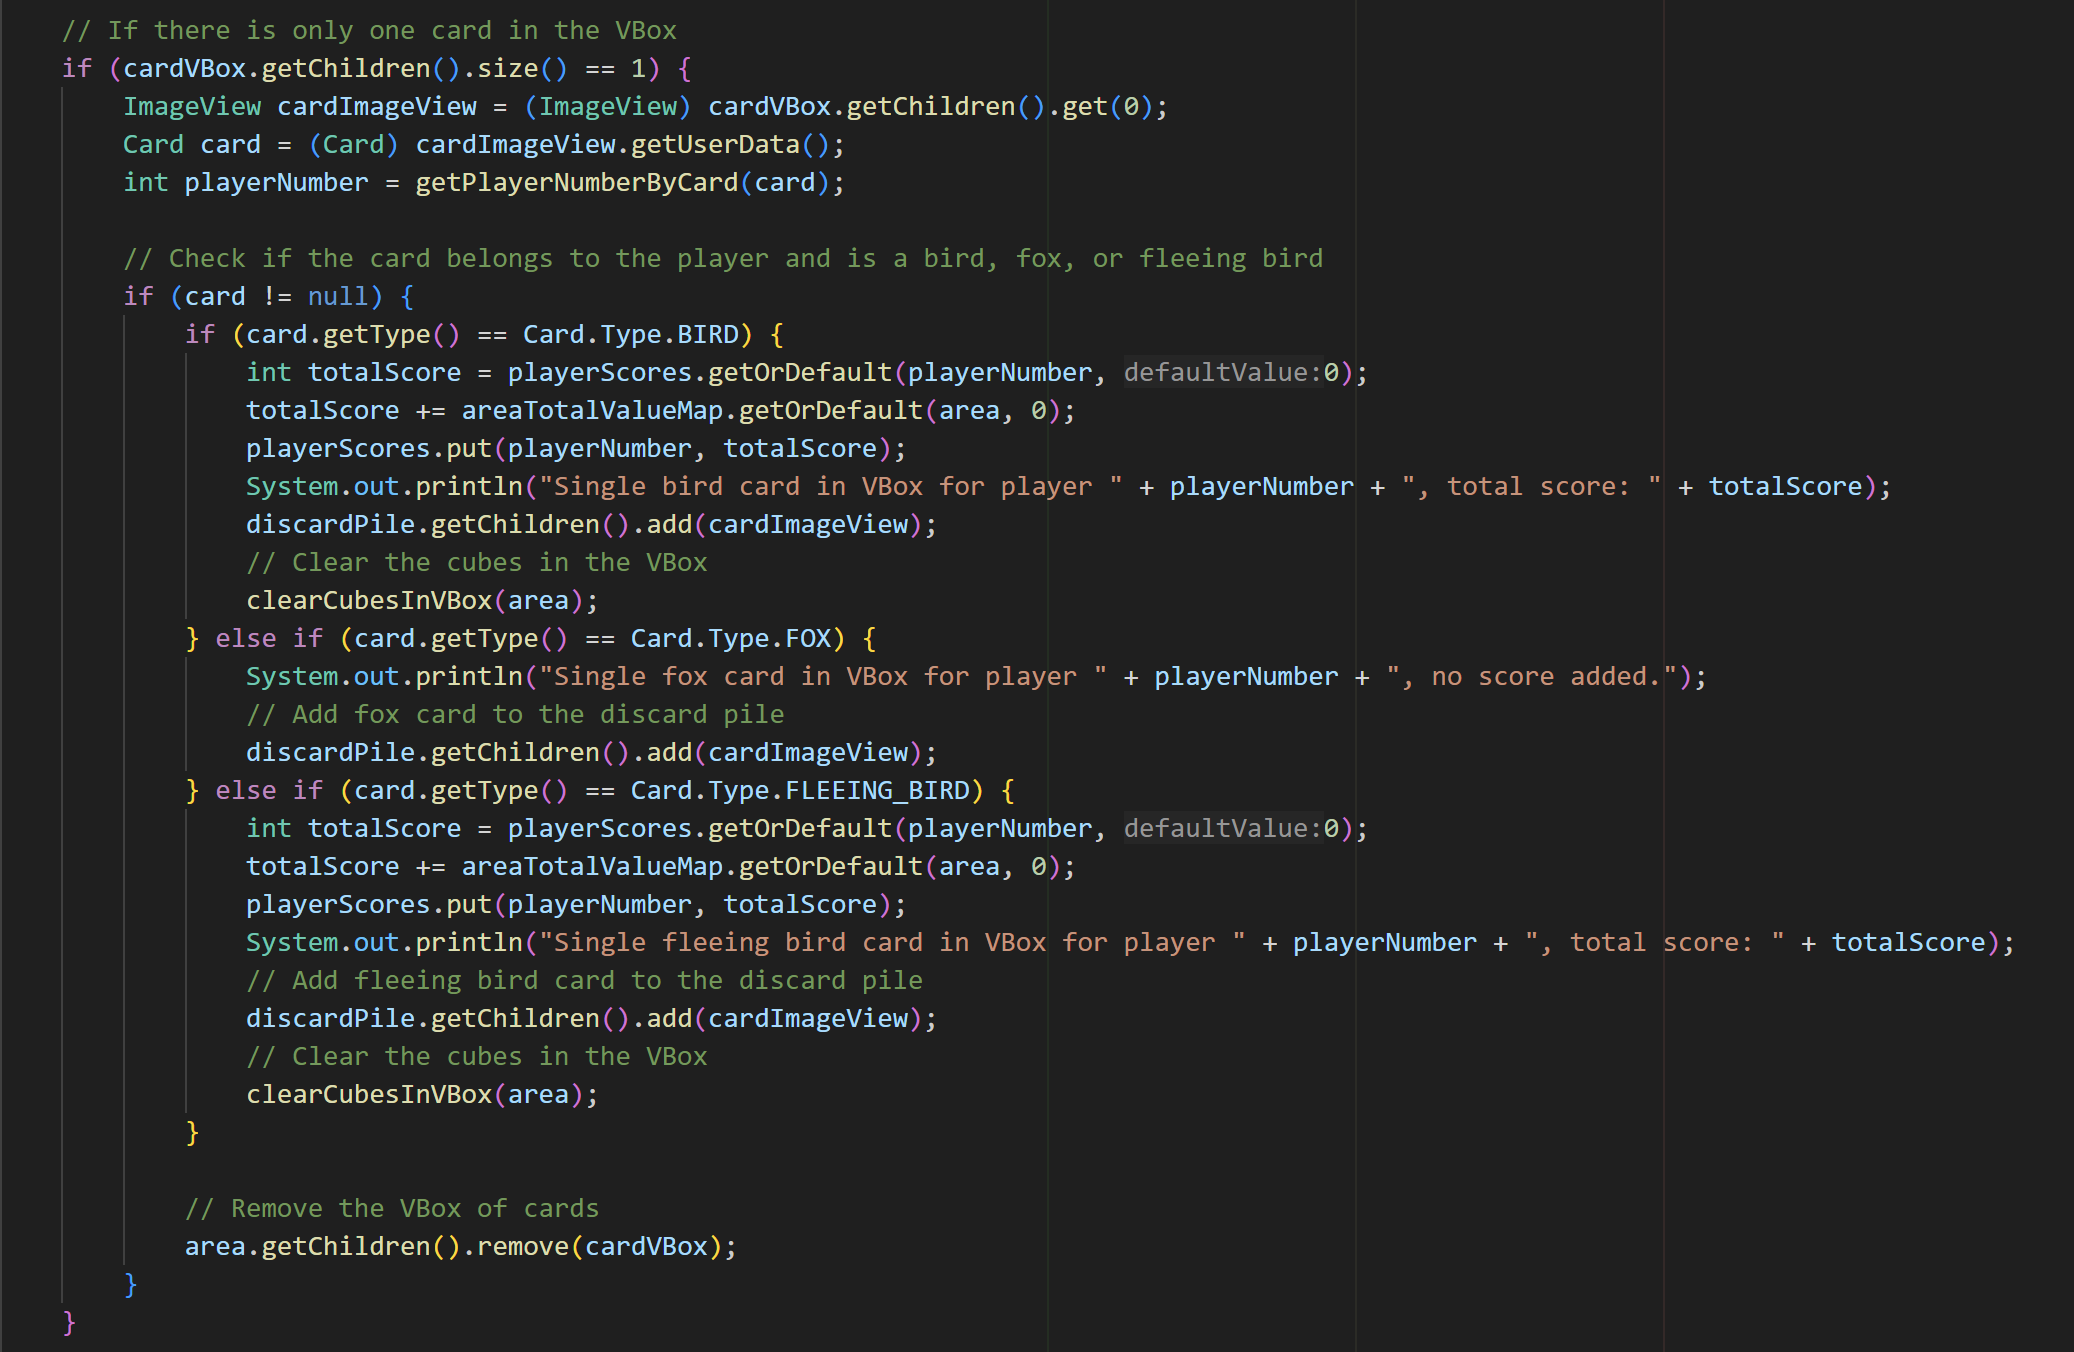 // If there is only one card in the VBox
if (cardVBox.getChildren().size() == 1) {
    ImageView cardImageView = (ImageView) cardVBox.getChildren().get(0);
    Card card = (Card) cardImageView.getUserData();
    int playerNumber = getPlayerNumberByCard(card);

    // Check if the card belongs to the player and is a bird, fox, or fleeing bird
    if (card != null) {
        if (card.getType() == Card.Type.BIRD) {
            int totalScore = playerScores.getOrDefault(playerNumber, defaultValue:0);
            totalScore += areaTotalValueMap.getOrDefault(area, 0);
            playerScores.put(playerNumber, totalScore);
            System.out.println("Single bird card in VBox for player " + playerNumber + ", total score: " + totalScore);
            discardPile.getChildren().add(cardImageView);
            // Clear the cubes in the VBox
            clearCubesInVBox(area);
        } else if (card.getType() == Card.Type.FOX) {
            System.out.println("Single fox card in VBox for player " + playerNumber + ", no score added.");
            // Add fox card to the discard pile
            discardPile.getChildren().add(cardImageView);
        } else if (card.getType() == Card.Type.FLEEING_BIRD) {
            int totalScore = playerScores.getOrDefault(playerNumber, defaultValue:0);
            totalScore += areaTotalValueMap.getOrDefault(area, 0);
            playerScores.put(playerNumber, totalScore);
            System.out.println("Single fleeing bird card in VBox for player " + playerNumber + ", total score: " + totalScore);
            // Add fleeing bird card to the discard pile
            discardPile.getChildren().add(cardImageView);
            // Clear the cubes in the VBox
            clearCubesInVBox(area);
        }

        // Remove the VBox of cards
        area.getChildren().remove(cardVBox);
    }
}